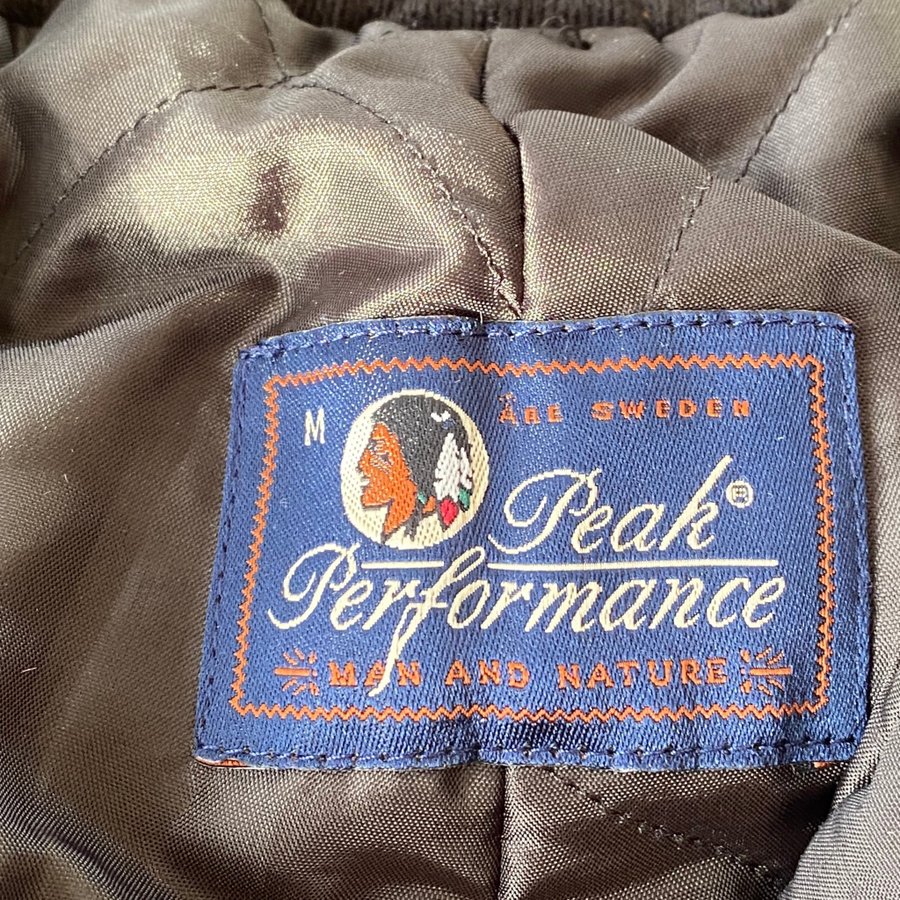 M
ÅRE SWEDEN
Peak®
Performance
MAN AND NATURE